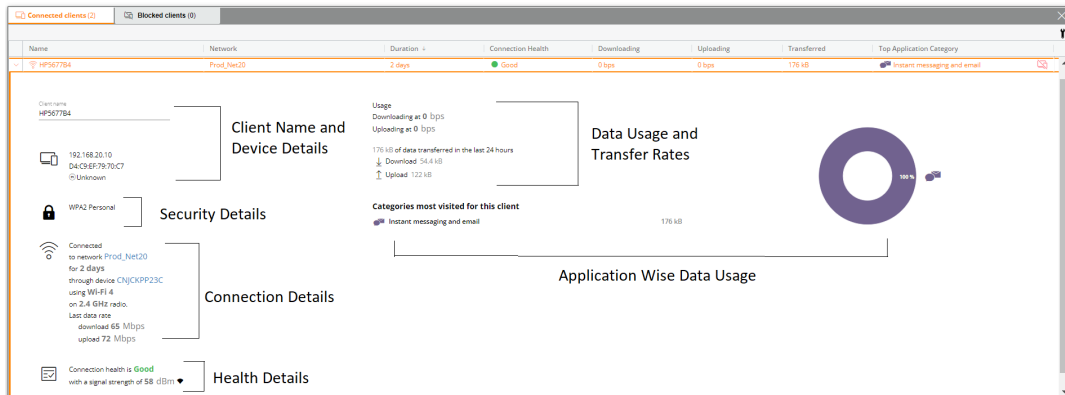 Connected clients (2)
Blocked clients (0)
Name Network Duration ↓ Connection Health Downloading Uploading Transferred Top Application Category
HP5677B4 Prod_Net20 2 days Good 0 bps 0 bps 176 kB Instant messaging and email
Client name
HP5677B4
Client Name and
Device Details
192.168.20.10
D4:C9:EF:79:70:C7
Unknown
WPA2 Personal
Security Details
Connected
to network Prod_Net20
for 2 days
through device CNJCKPP23C
using Wi-Fi 4
on 2.4 GHz radio.
Last data rate
download 65 Mbps
upload 72 Mbps
Connection Details
Connection health is Good
with a signal strength of 58 dBm
Health Details
Usage
Downloading at 0 bps
Uploading at 0 bps
176 kB of data transferred in the last 24 hours
Download 54.4 kB
Upload 122 kB
Data Usage and
Transfer Rates
Categories most visited for this client
Instant messaging and email 176 kB
Application Wise Data Usage
100 %